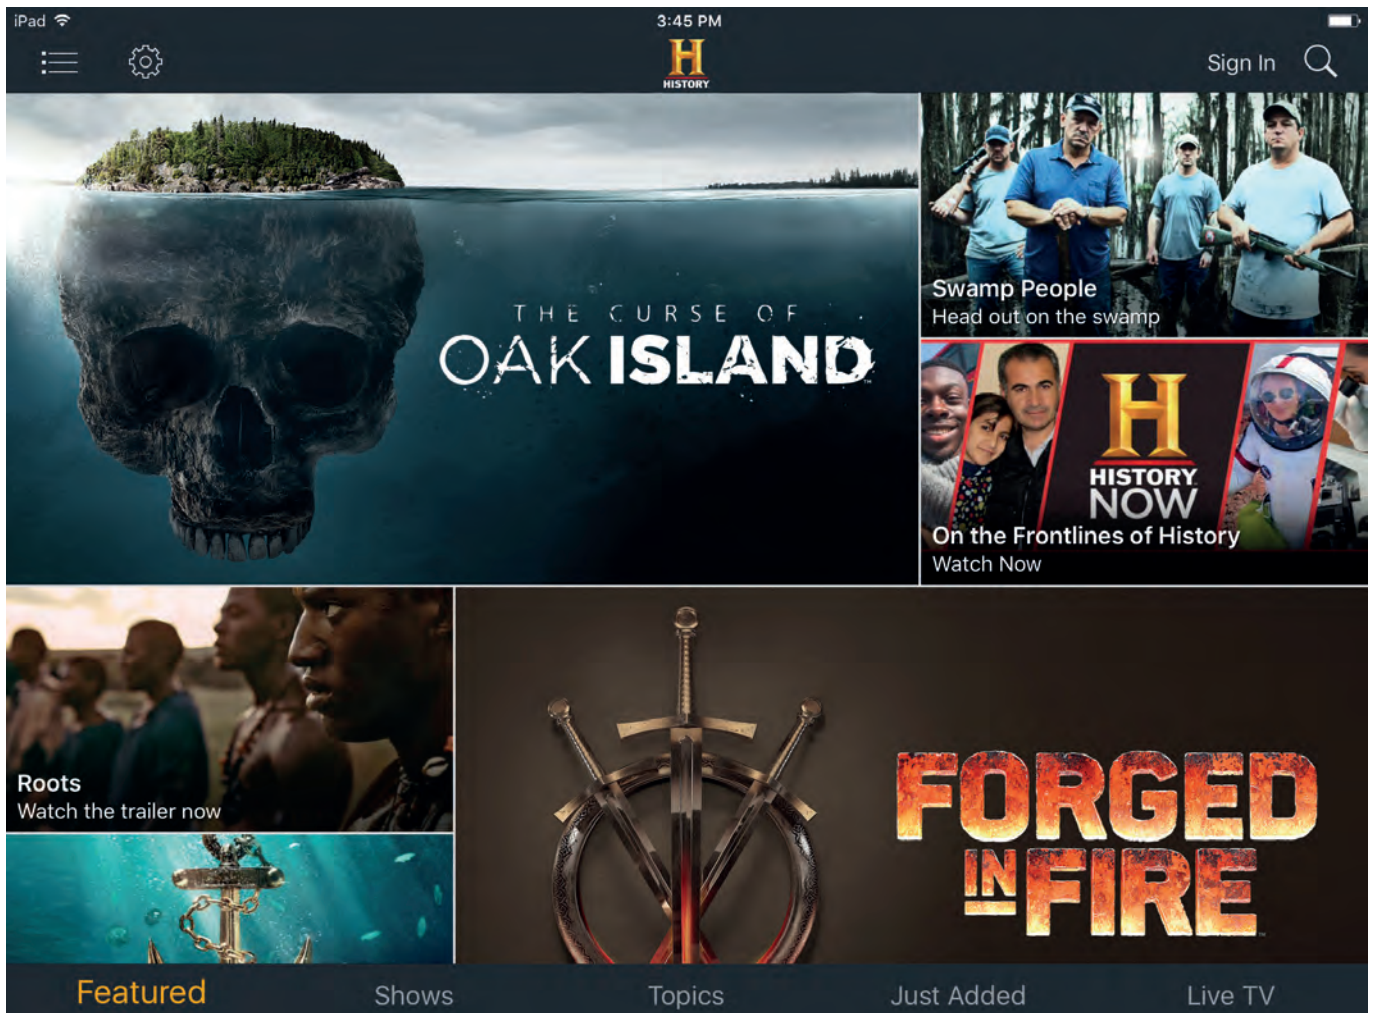 iPad
3:45 PM
H
HISTORY
Sign In
THE CURSE OF
OAK ISLAND
Swamp People
Head out on the swamp
H
HISTORY
NOW
On the Frontlines of History
Watch Now
Roots
Watch the trailer now
FORGED
IN FIRE
Featured
Shows
Topics
Just Added
Live TV